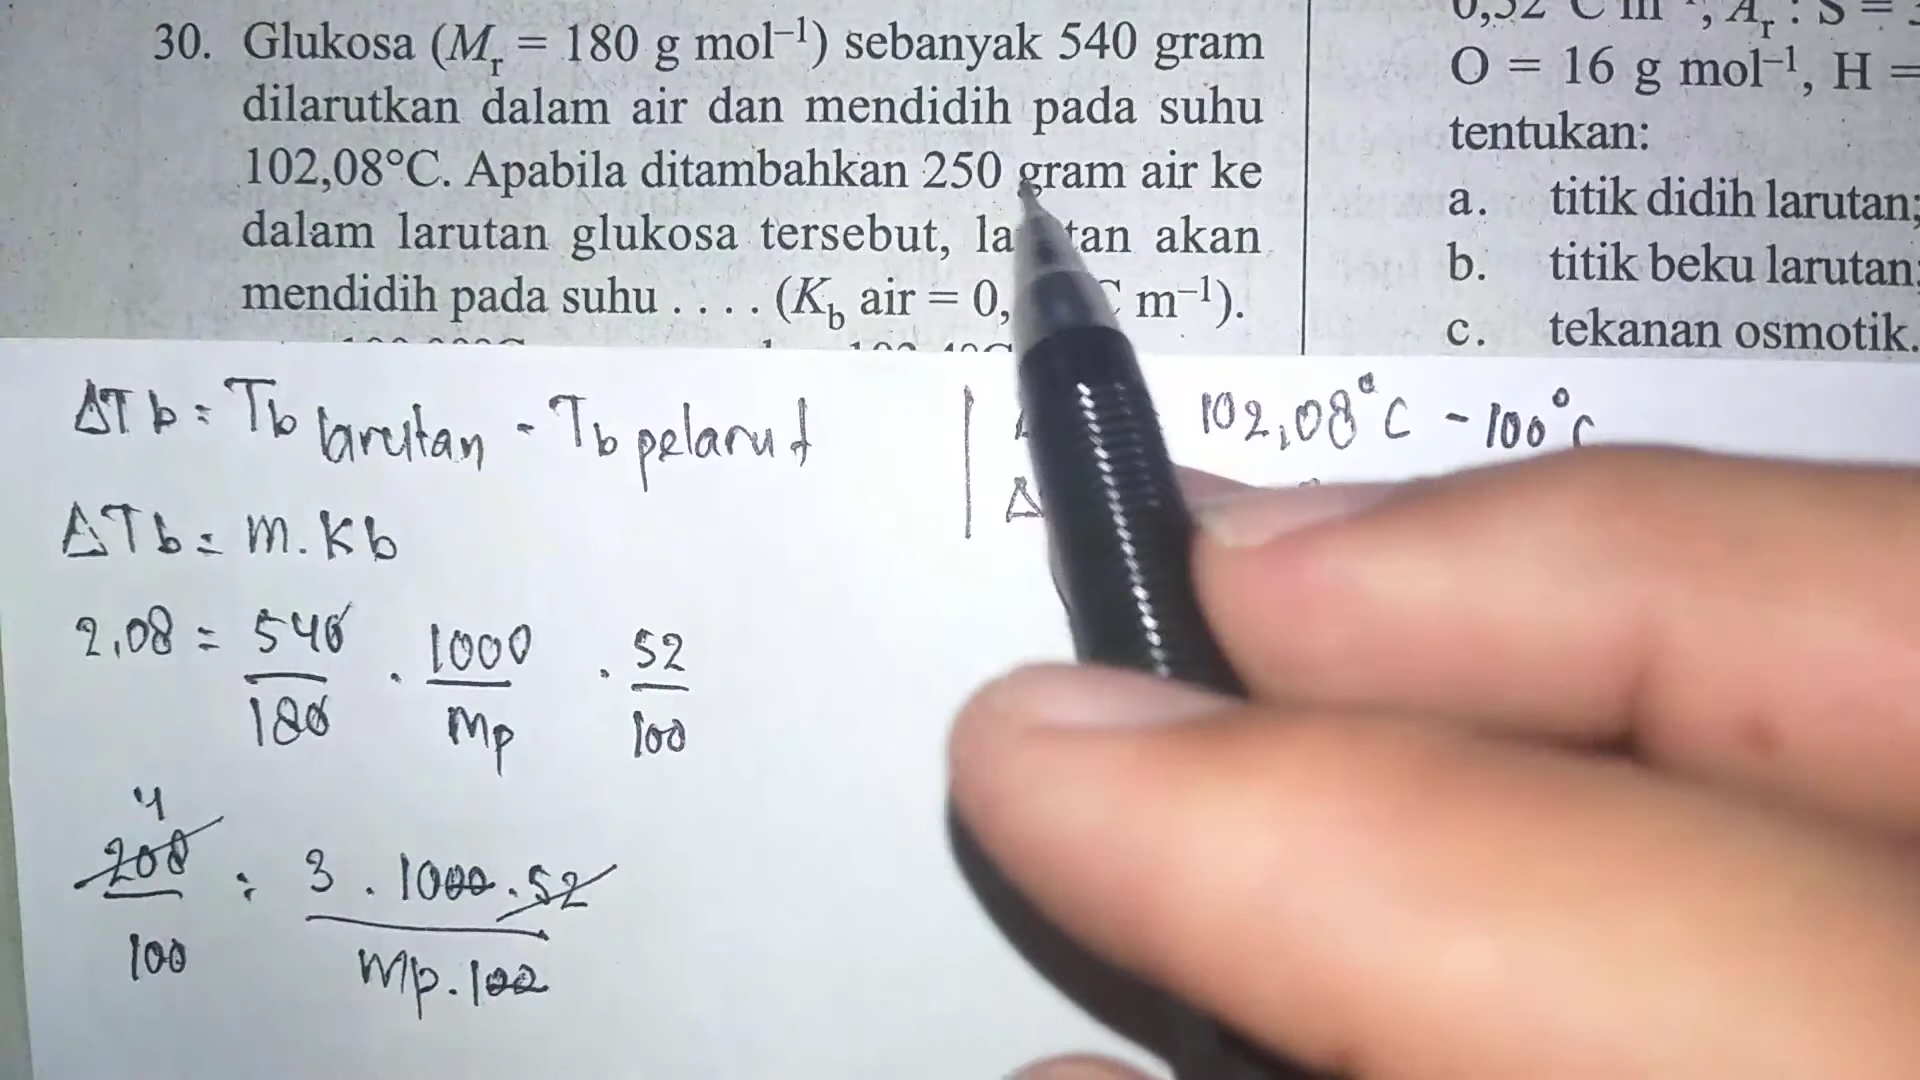 30. Glukosa (Mr = 180 g mol⁻¹) sebanyak 540 gram
dilarutkan dalam air dan mendidih pada suhu
102,08°C. Apabila ditambahkan 250 gram air ke
dalam larutan glukosa tersebut, akan
mendidih pada suhu . . . . (Kb air = 0, C m⁻¹).
0,52 C m , Ar : S =
O = 16 g mol⁻¹, H =
tentukan:
a. titik didih larutan;
b. titik beku larutan;
c. tekanan osmotik.
ΔTb = Tb larutan - Tb pelarut
102,08°C - 100°C
Δ
ΔTb = m . Kb
2,08 = 540/180 . 1000/Mp . 52/100
4
208/100 = 3 . 1000 . 52/Mp . 100